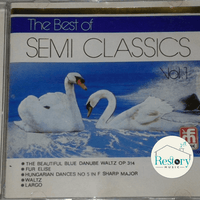 The Best of
SEMI CLASSICS
Vol.1
THE BEAUTIFUL BLUE DANUBE WALTZ OP 314
FUR ELISE
HUNGARIAN DANCES NO 5 IN F SHARP MAJOR
WALTZ
LARGO
Restory
MUSIC